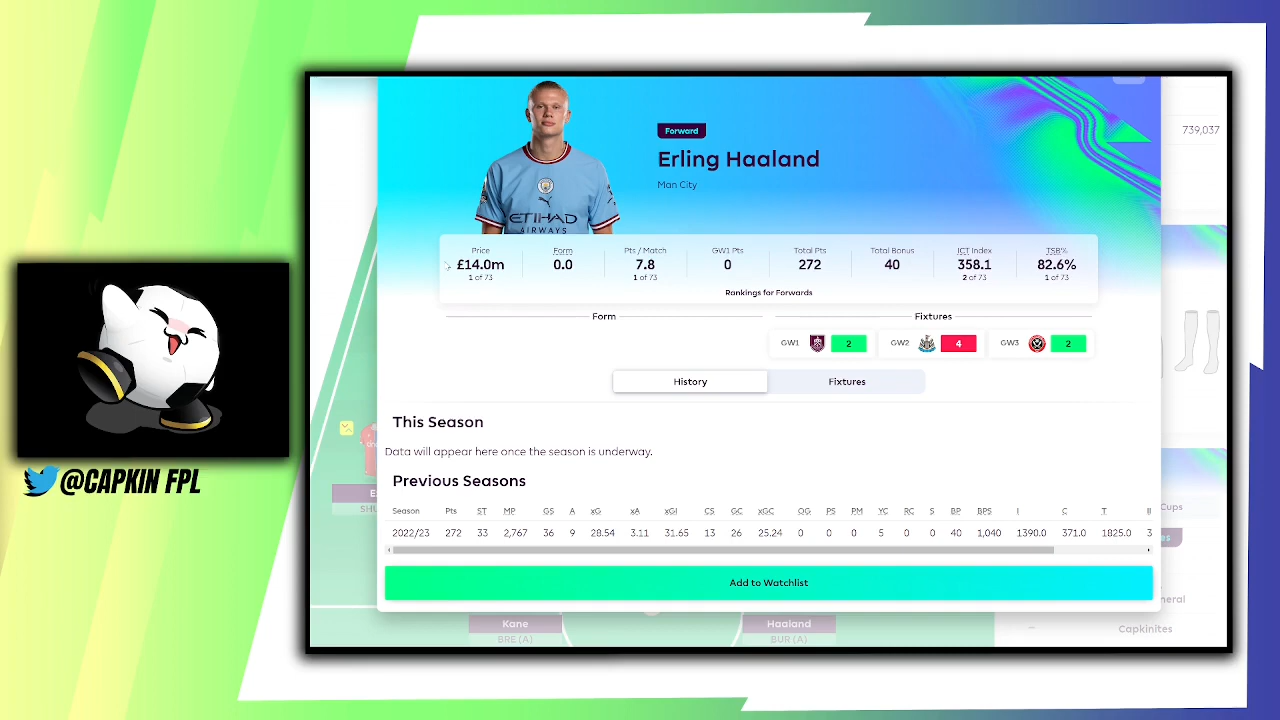 739,037
Forward
Erling Haaland
Man City
ETIHAD
AIRWAYS
Price Form Pts / Match GW1 Pts Total Pts Total Bonus ICT Index TSB%
£14.0m 0.0 7.8 0 272 40 358.1 82.6%
1 of 73 1 of 73 2 of 73 1 of 73
Rankings for Forwards
Form Fixtures
GW1 2 GW2 4 GW3 2
History Fixtures
This Season
Data will appear here once the season is underway.
Previous Seasons
Season Pts ST MP GS A xG xA xGI CS GC xGC OG PS PM YC RC S BP BPS I C T II
2022/23 272 33 2,767 36 9 28.54 3.11 31.65 13 26 25.24 0 0 0 5 0 0 40 1,040 1390.0 371.0 1825.0 3
Add to Watchlist
@CAPKIN FPL
E
SHU
Cups
es
neral
Kane Haaland
BRE (A) BUR (A)
Capkinites